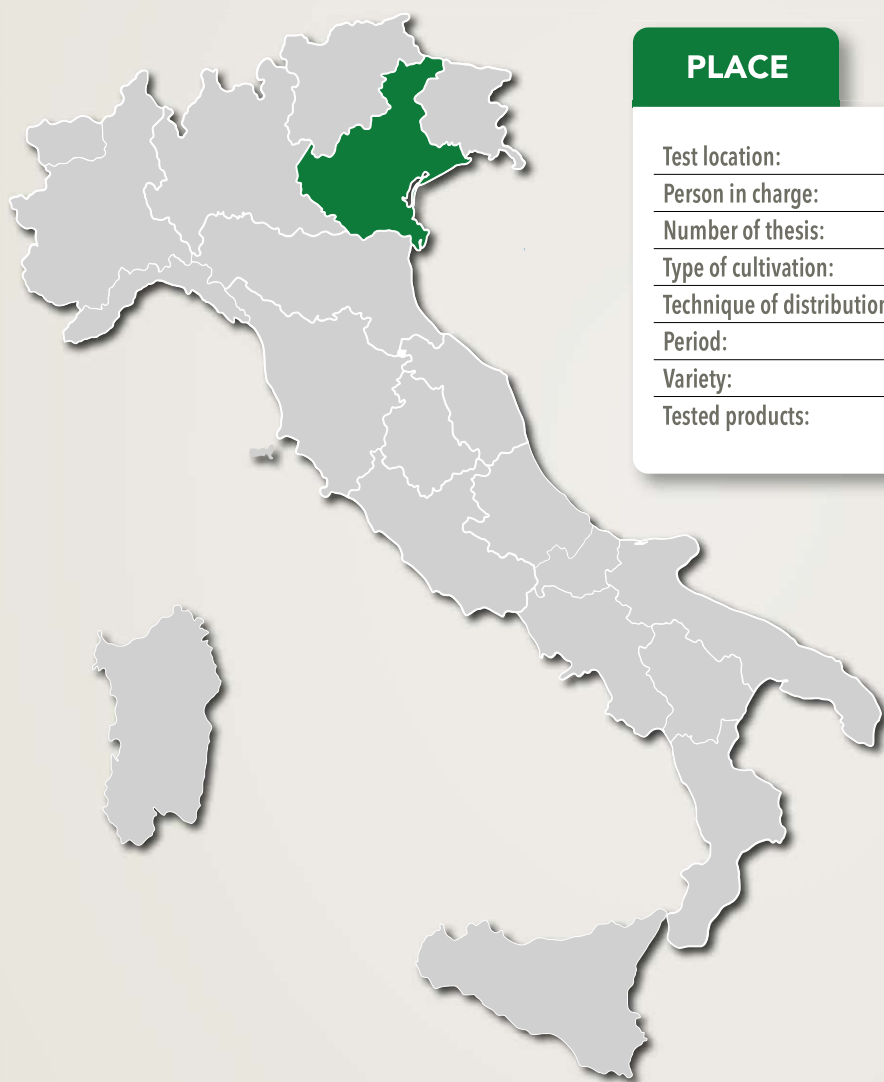 PLACE
Test location:
Person in charge:
Number of thesis:
Type of cultivation:
Technique of distribution
Period:
Variety:
Tested products: